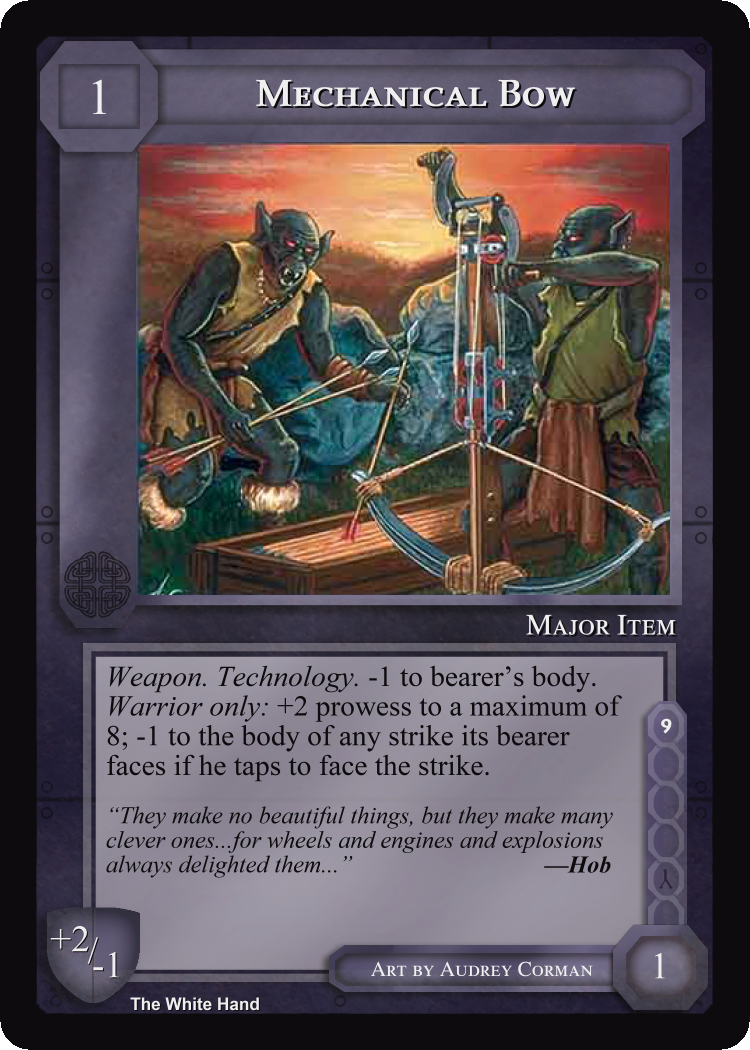 1
Mechanical Bow
Major Item
Weapon. Technology. -1 to bearer's body.
Warrior only: +2 prowess to a maximum of
8; -1 to the body of any strike its bearer
faces if he taps to face the strike.
9
“They make no beautiful things, but they make many
clever ones...for wheels and engines and explosions
always delighted them...”
—Hob
+2/-1
Art by Audrey Corman
1
The White Hand